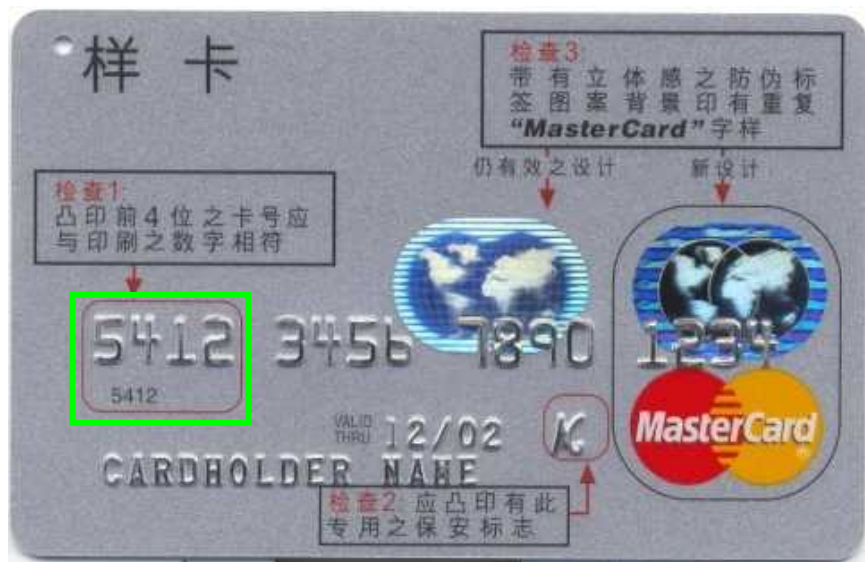 样 卡
检查3:
带有立体感之防伪标
签图案背景印有重复
“MasterCard”字样
仍有效之设计
新设计
检查1:
凸印前4位之卡号应
与印刷之数字相符
5412 3456 7890 1234
5412
VALID
THRU 12/02
MasterCard
CARDHOLDER NAME
检查2: 应凸印有此
专用之保安标志